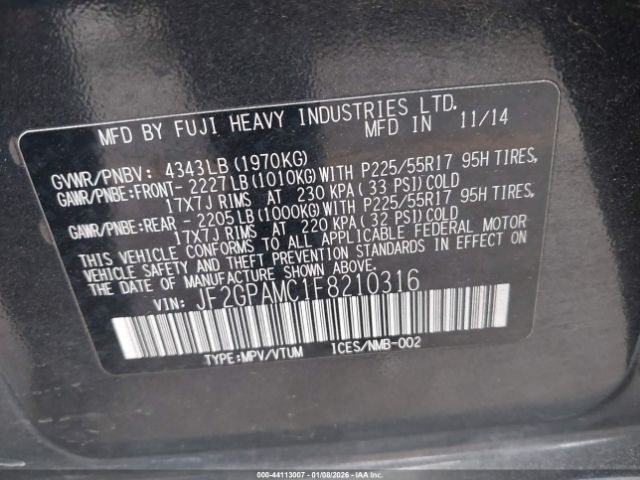 MFD BY FUJI HEAVY INDUSTRIES LTD.
MFD IN 11/14
GVWR/PNBV: 4343LB(1970KG)
GAWR/PNBE:FRONT-2227LB(1010KG)WITH P225/55R17 95H TIRES,
17X7J RIMS AT 230 KPA(33 PSI)COLD
GAWR/PNBE:REAR -2205LB(1000KG)WITH P225/55R17 95H TIRES,
17X7J RIMS AT 220 KPA(32 PSI)COLD
THIS VEHICLE CONFORMS TO ALL APPLICABLE FEDERAL MOTOR
VEHICLE SAFETY AND THEFT PREVENTION STANDARDS IN EFFECT ON
THE DATE OF MANUFACTURE SHOWN ABOVE.
VIN: JF2GPAMC1F8210316
TYPE:MPV/VTUM 1CES/NMB-002
000-44113007 - 01/08/2026 - IAAI.com